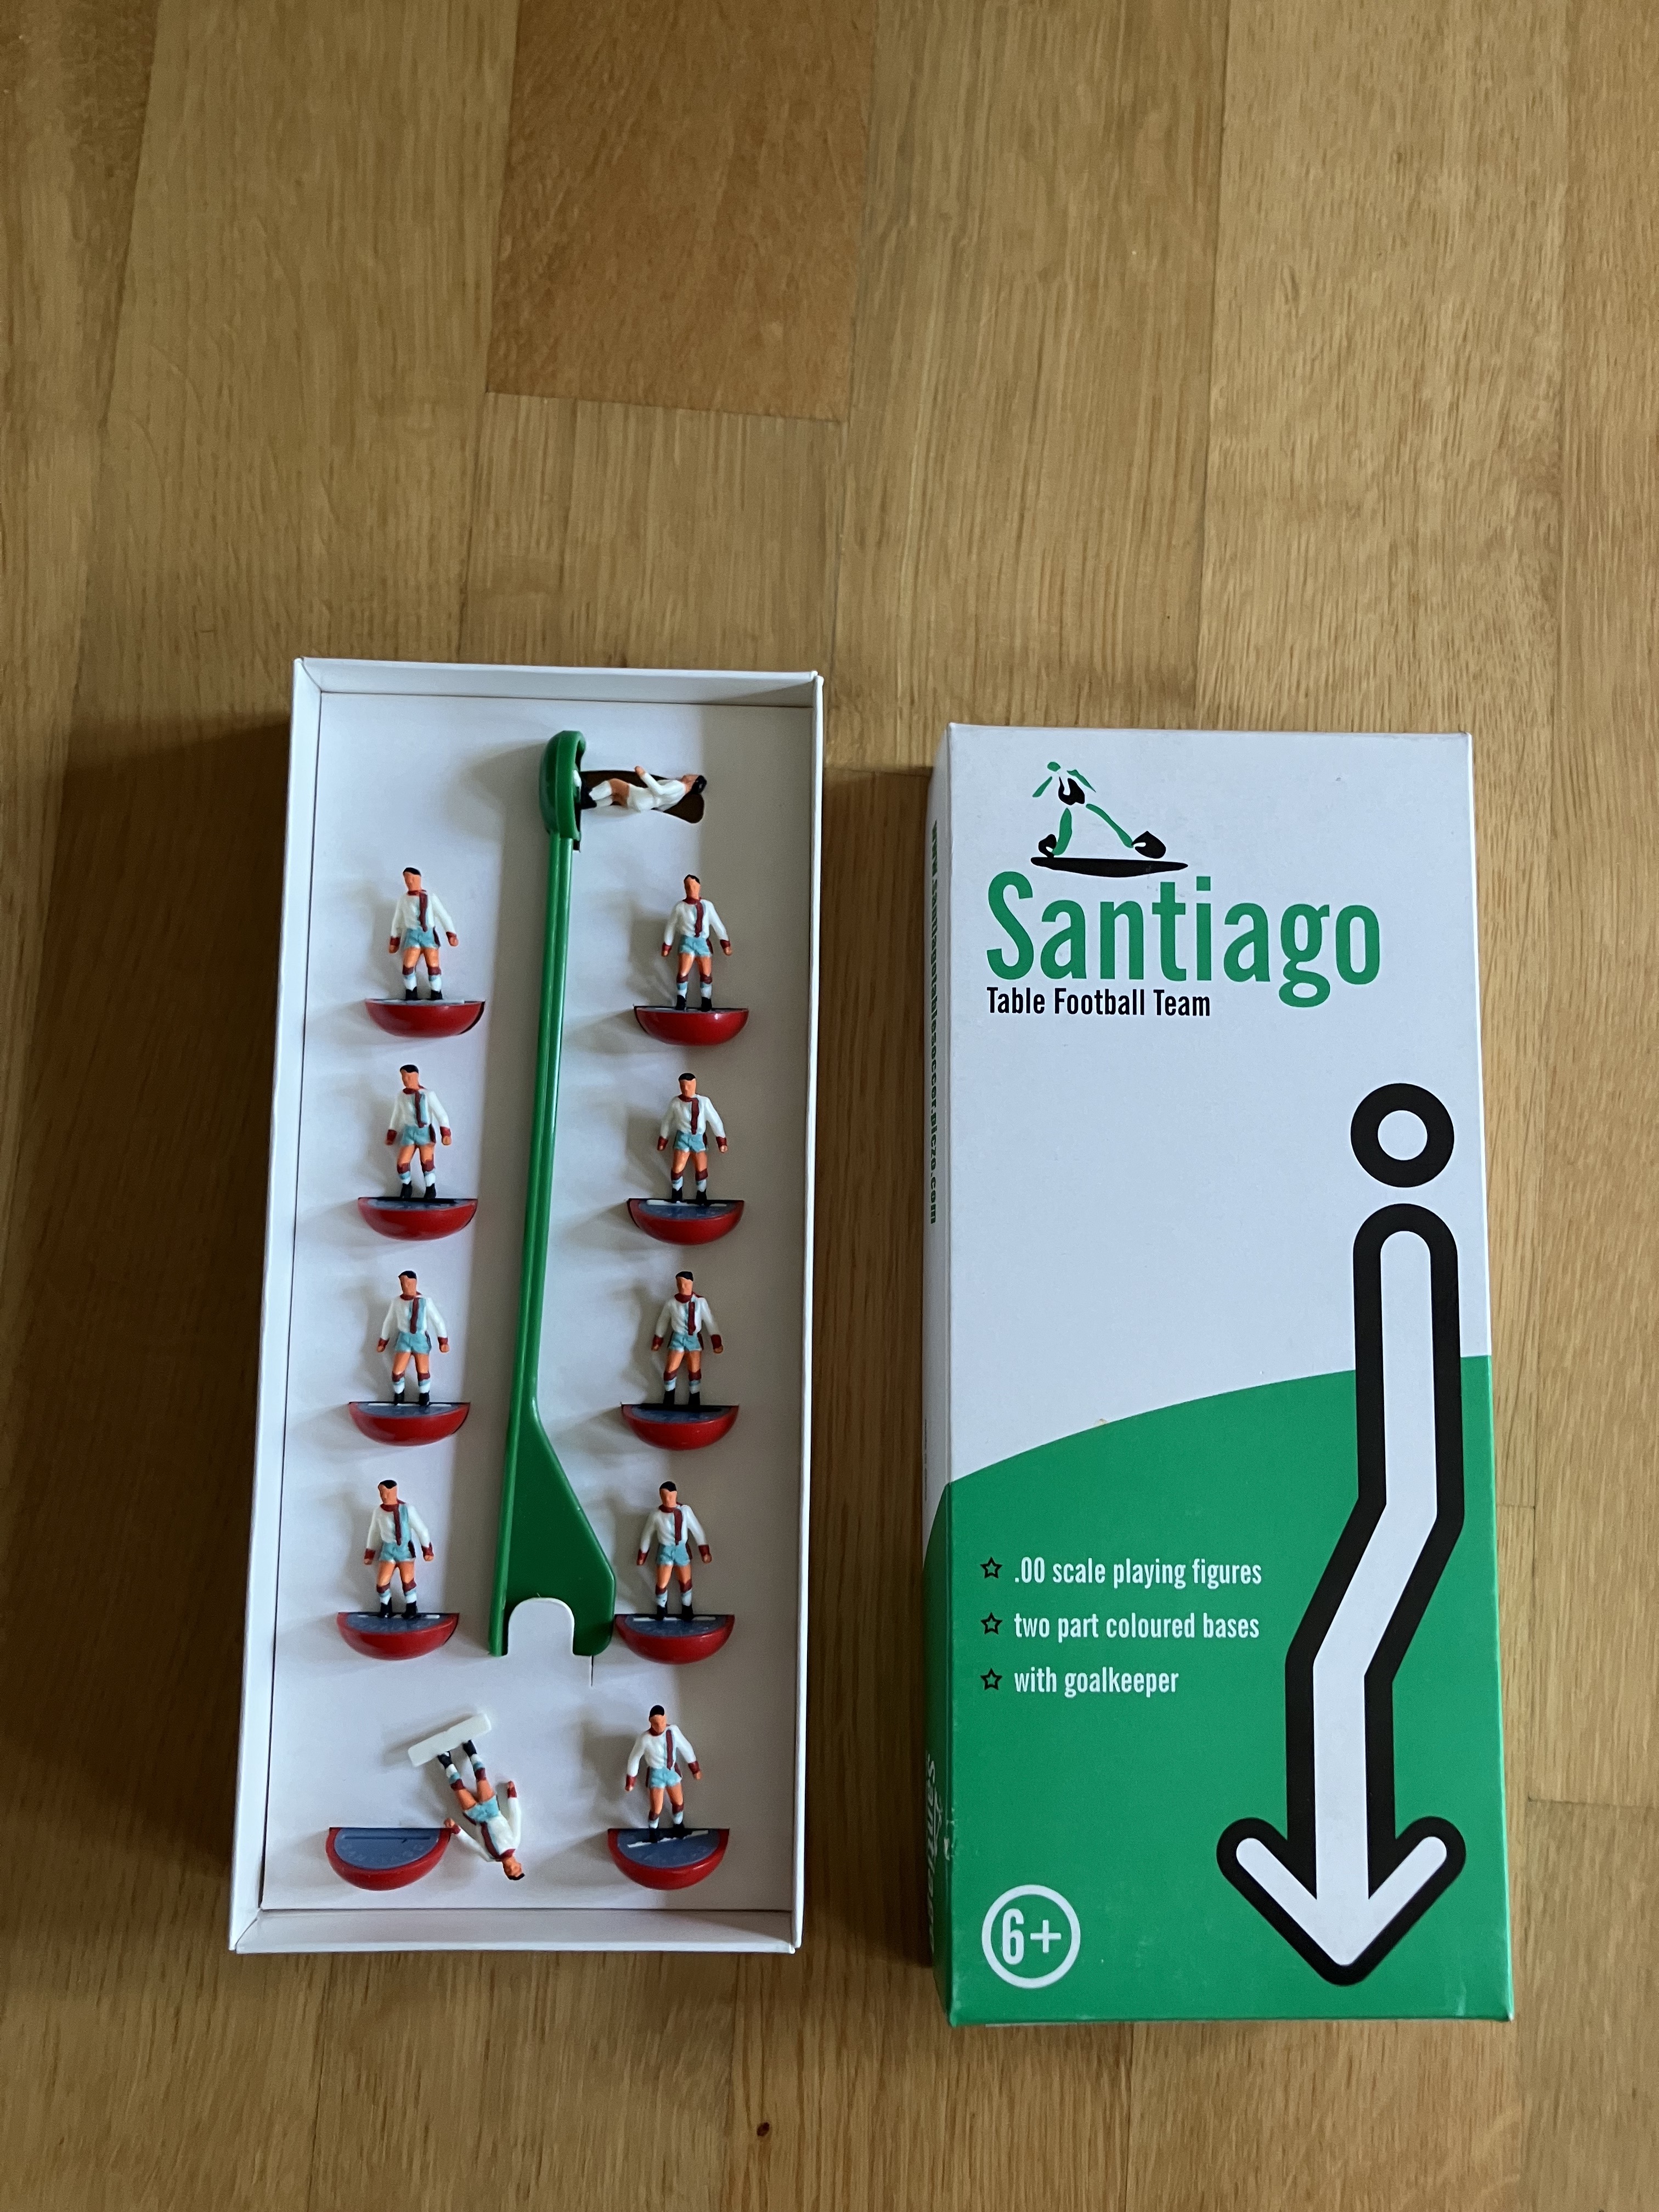 Santiago
Table Football Team
☆ .00 scale playing figures
☆ two part coloured bases
☆ with goalkeeper
6+